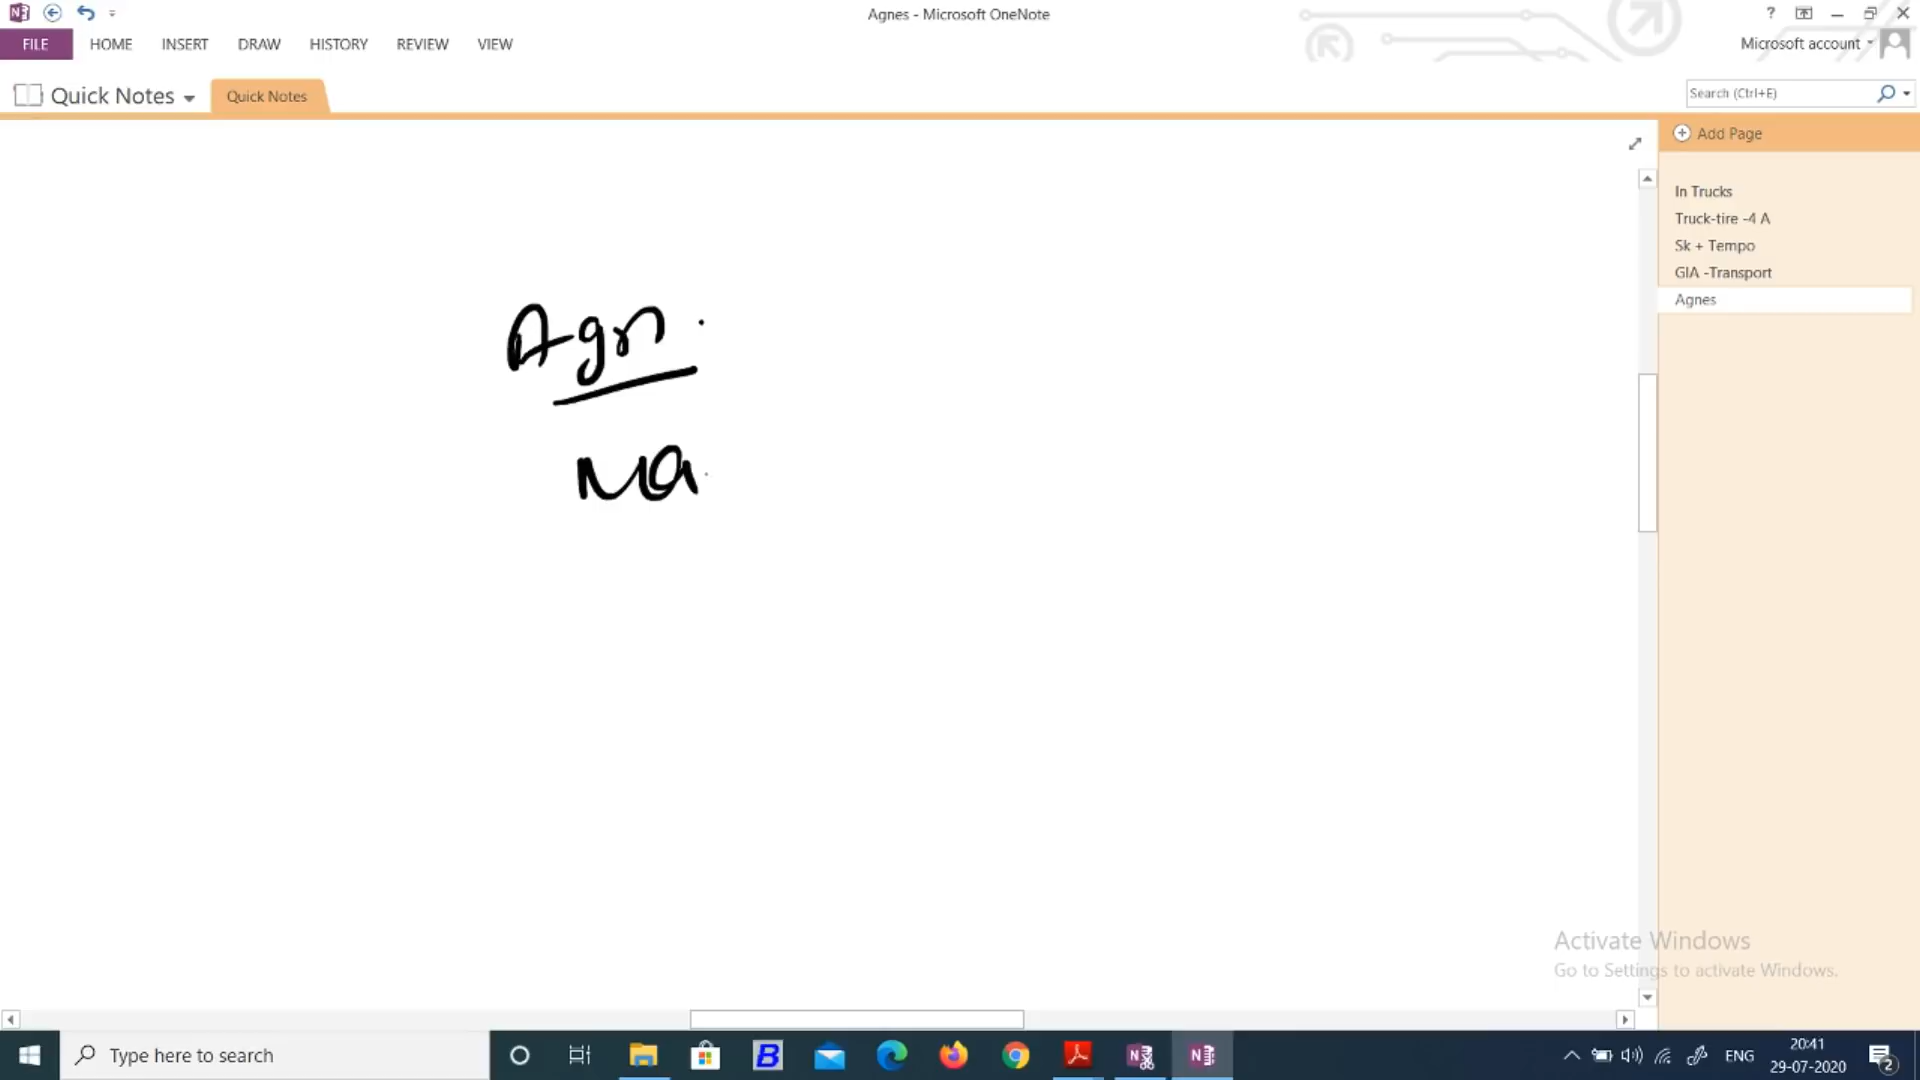 Agnes - Microsoft OneNote
?
FILE HOME INSERT DRAW HISTORY REVIEW VIEW
Microsoft account
Quick Notes
Quick Notes
Search (Ctrl+E)
Add Page
In Trucks
Truck-tire -4 A
Sk + Tempo
GIA -Transport
Agnes
Agn
Na
Activate Windows
Go to Settings to activate Windows.
Type here to search
B
ENG
20:41
29-07-2020
2